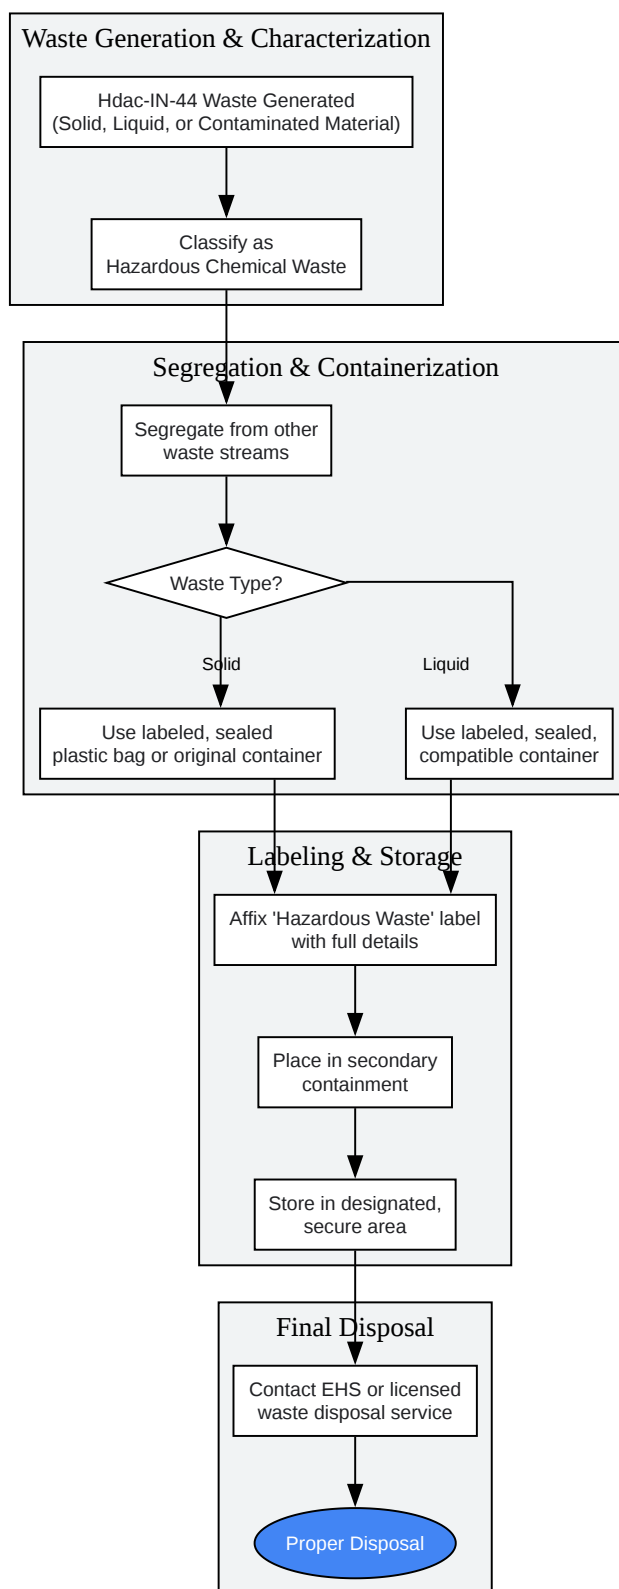 Waste Generation & Characterization
Hdac-IN-44 Waste Generated
(Solid, Liquid, or Contaminated Material)
Classify as
Hazardous Chemical Waste
Segregation & Containerization
Segregate from other
waste streams
Waste Type?
Solid
Liquid
Use labeled, sealed
plastic bag or original container
Use labeled, sealed,
compatible container
Labeling & Storage
Affix 'Hazardous Waste' label
with full details
Place in secondary
containment
Store in designated,
secure area
Final Disposal
Contact EHS or licensed
waste disposal service
Proper Disposal